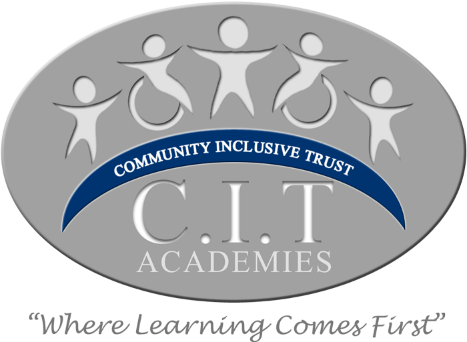 COMMUNITY INCLUSIVE TRUST
C.I.T
ACADEMIES
“Where Learning Comes First”